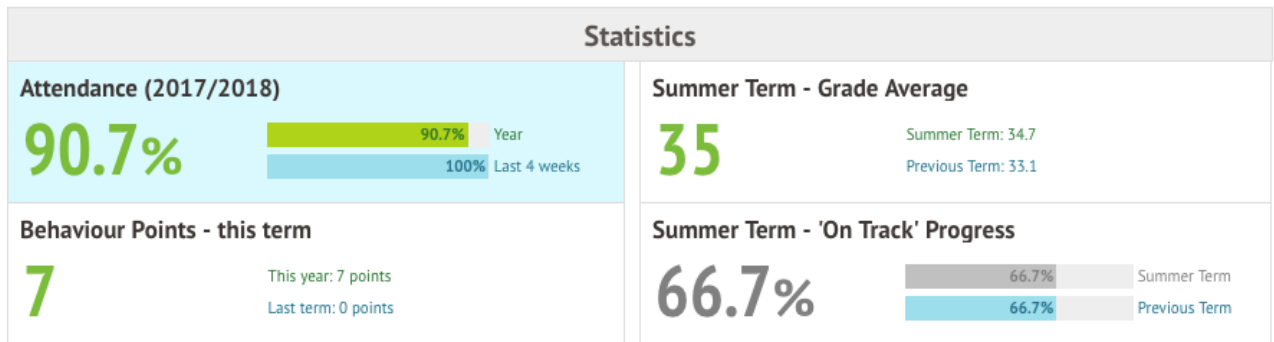 Statistics
Attendance (2017/2018)
90.7%
90.7% Year
100% Last 4 weeks
Summer Term - Grade Average
35
Summer Term: 34.7
Previous Term: 33.1
Behaviour Points - this term
7
This year: 7 points
Last term: 0 points
Summer Term - 'On Track' Progress
66.7%
66.7% Summer Term
66.7% Previous Term